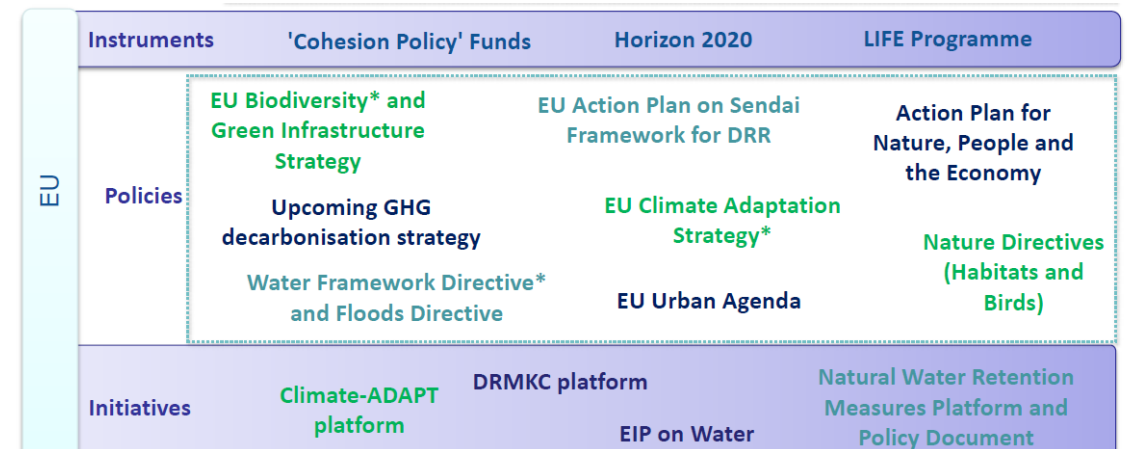 EU
Instruments
'Cohesion Policy' Funds
Horizon 2020
LIFE Programme
Policies
EU Biodiversity* and
Green Infrastructure
Strategy
EU Action Plan on Sendai
Framework for DRR
Action Plan for
Nature, People and
the Economy
Upcoming GHG
decarbonisation strategy
EU Climate Adaptation
Strategy*
Nature Directives
(Habitats and
Birds)
Water Framework Directive*
and Floods Directive
EU Urban Agenda
Initiatives
Climate-ADAPT
platform
DRMKC platform
EIP on Water
Natural Water Retention
Measures Platform and
Policy Document